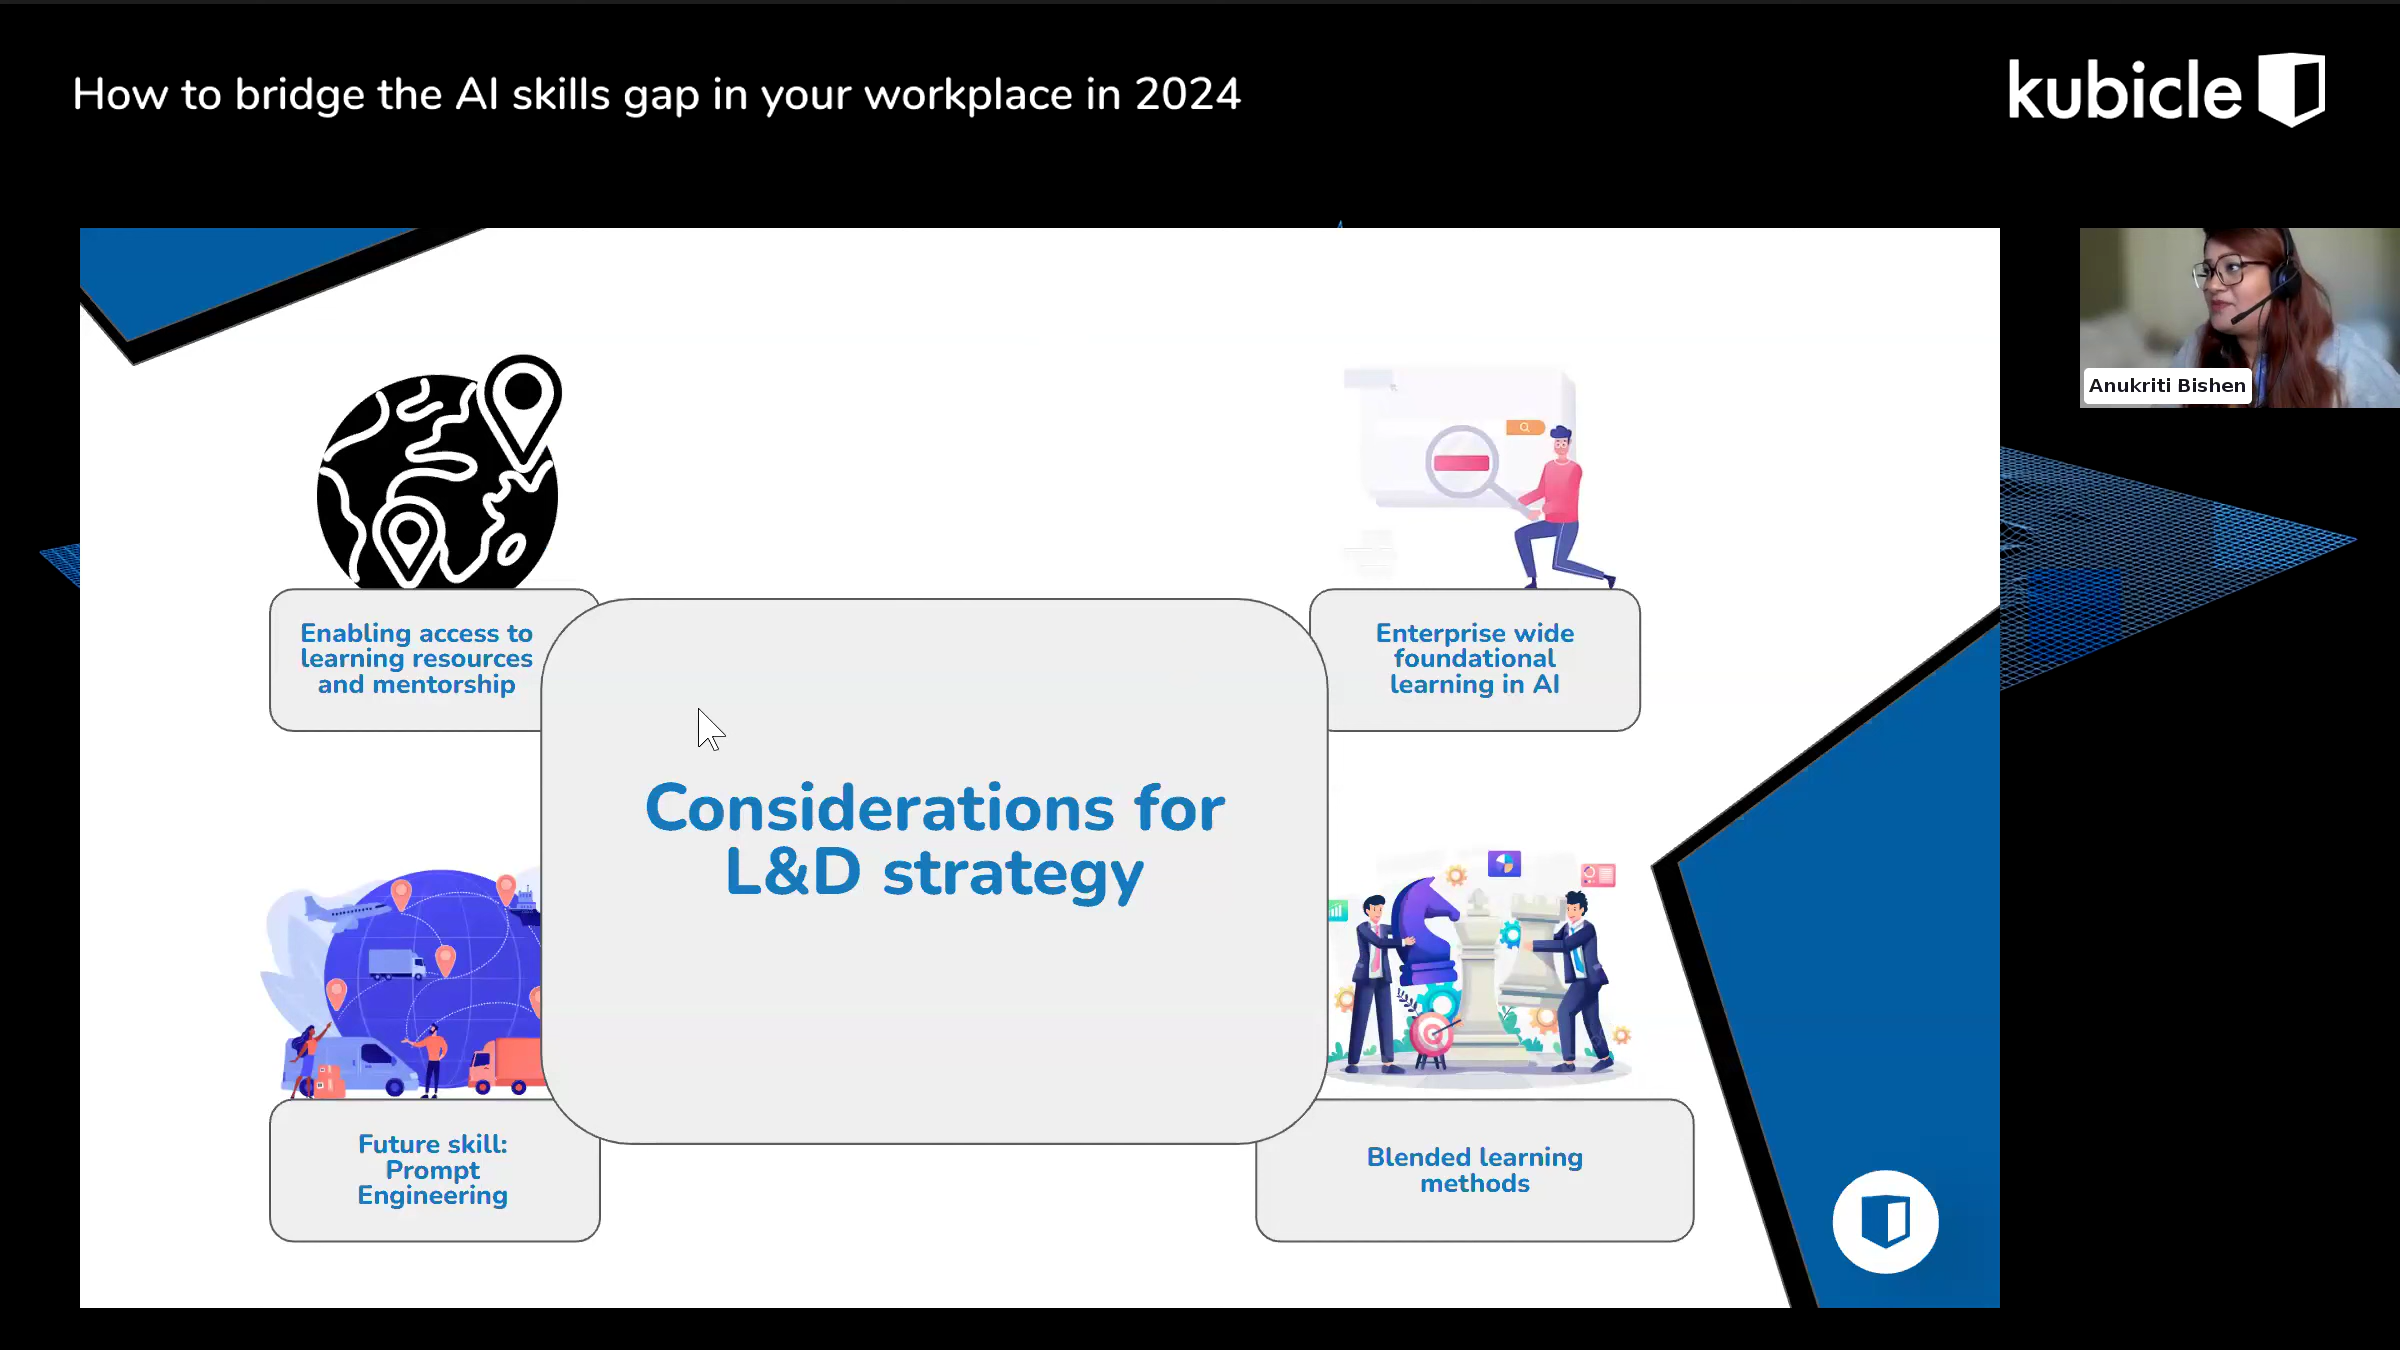 How to bridge the AI skills gap in your workplace in 2024
kubicle
Anukriti Bishen
Enabling access to
learning resources
and mentorship
Enterprise wide
foundational
learning in AI
Considerations for
L&D strategy
Future skill:
Prompt
Engineering
Blended learning
methods